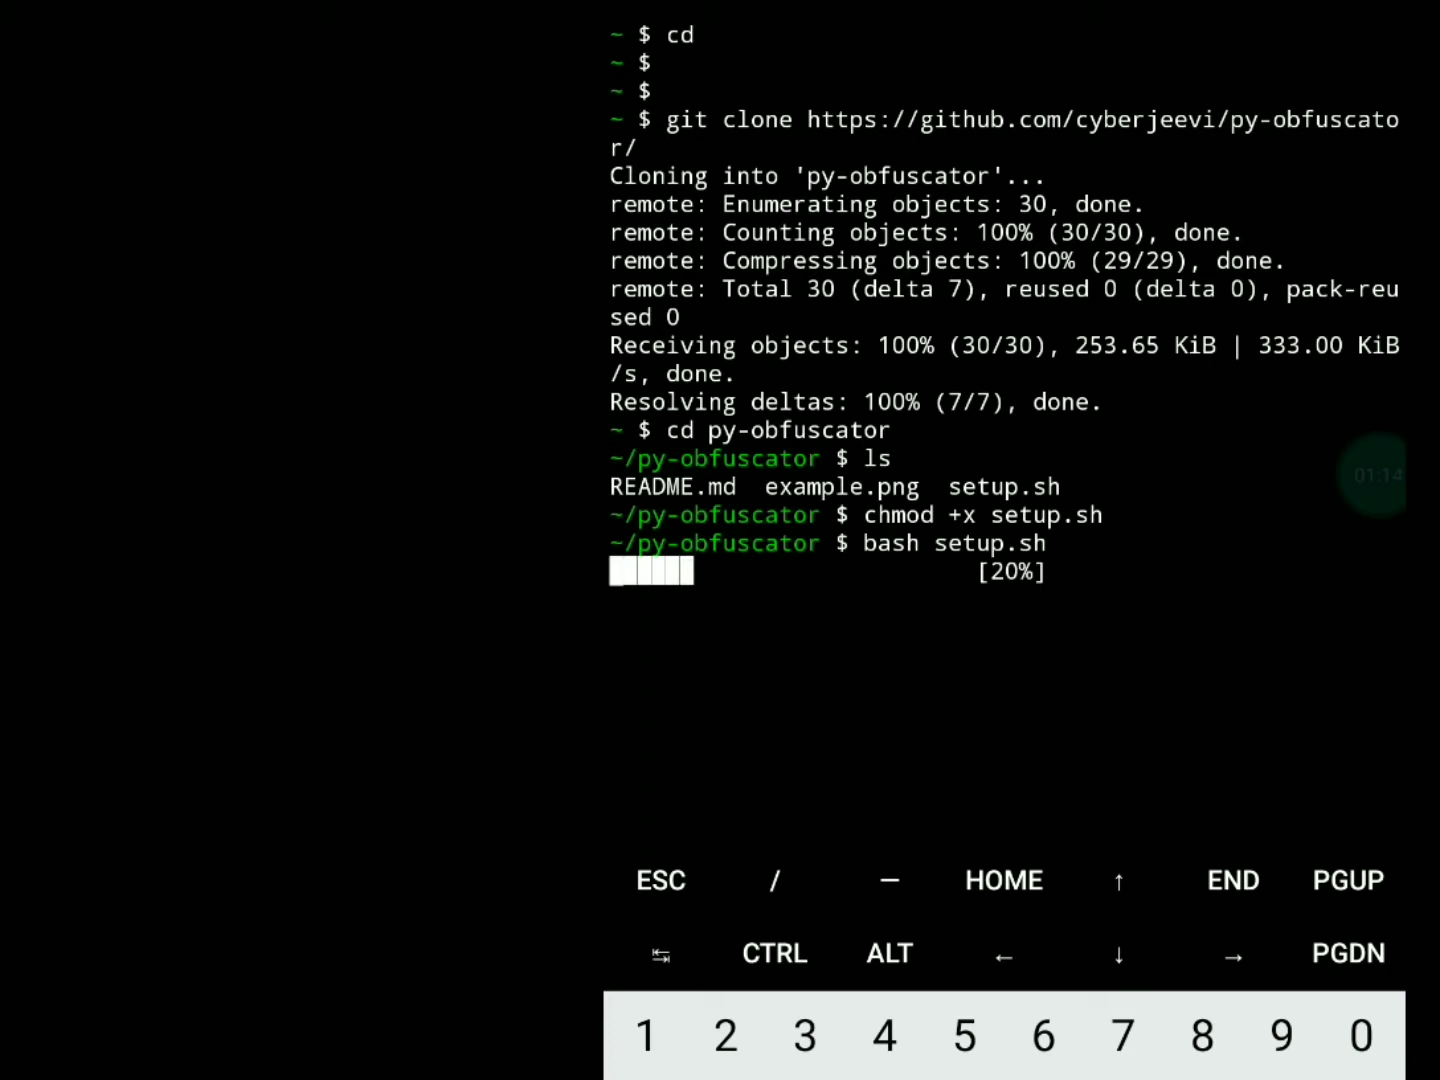 ~ $ cd
~ $
~ $
~ $ git clone https://github.com/cyberjeevi/py-obfuscato
r/
Cloning into 'py-obfuscator'...
remote: Enumerating objects: 30, done.
remote: Counting objects: 100% (30/30), done.
remote: Compressing objects: 100% (29/29), done.
remote: Total 30 (delta 7), reused 0 (delta 0), pack-reu
sed 0
Receiving objects: 100% (30/30), 253.65 KiB | 333.00 KiB
/s, done.
Resolving deltas: 100% (7/7), done.
~ $ cd py-obfuscator
~/py-obfuscator $ ls
README.md  example.png  setup.sh
~/py-obfuscator $ chmod +x setup.sh
~/py-obfuscator $ bash setup.sh
[20%]
01:14
ESC / — HOME ↑ END PGUP
↹ CTRL ALT ← ↓ → PGDN
1 2 3 4 5 6 7 8 9 0